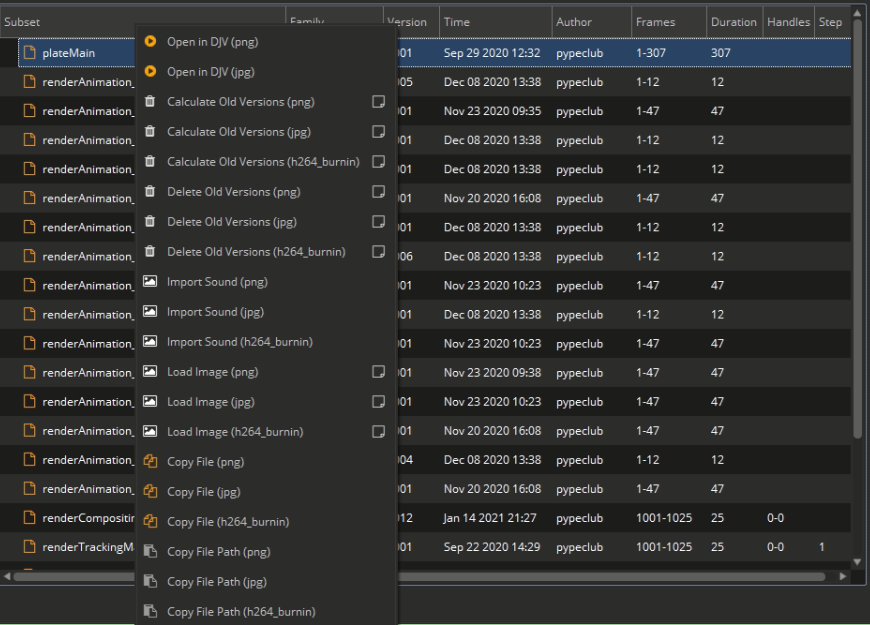 Subset Family Version Time Author Frames Duration Handles Step
plateMain 001 Sep 29 2020 12:32 pypeclub 1-307 307
Open in DJV (png)
renderAnimation_ 005 Dec 08 2020 13:38 pypeclub 1-12 12
Open in DJV (jpg)
Calculate Old Versions (png)
renderAnimation_ 001 Nov 23 2020 09:35 pypeclub 1-47 47
Calculate Old Versions (jpg)
renderAnimation_ 001 Dec 08 2020 13:38 pypeclub 1-12 12
Calculate Old Versions (h264_burnin)
renderAnimation_ 001 Dec 08 2020 13:38 pypeclub 1-12 12
Delete Old Versions (png)
renderAnimation_ 001 Nov 20 2020 16:08 pypeclub 1-47 47
Delete Old Versions (jpg)
renderAnimation_ 001 Dec 08 2020 13:38 pypeclub 1-12 12
Delete Old Versions (h264_burnin)
renderAnimation_ 006 Dec 08 2020 13:38 pypeclub 1-12 12
Import Sound (png)
renderAnimation_ 001 Nov 23 2020 10:23 pypeclub 1-47 47
Import Sound (jpg)
renderAnimation_ 001 Dec 08 2020 13:38 pypeclub 1-12 12
Import Sound (h264_burnin)
renderAnimation_ 001 Nov 23 2020 10:23 pypeclub 1-47 47
Load Image (png)
renderAnimation_ 001 Nov 23 2020 09:38 pypeclub 1-47 47
Load Image (jpg)
renderAnimation_ 001 Nov 23 2020 10:23 pypeclub 1-47 47
Load Image (h264_burnin)
renderAnimation_ 001 Nov 20 2020 16:08 pypeclub 1-47 47
Copy File (png)
renderAnimation_ 004 Dec 08 2020 13:38 pypeclub 1-12 12
Copy File (jpg)
renderAnimation_ 001 Nov 20 2020 16:08 pypeclub 1-47 47
Copy File (h264_burnin)
renderCompositin 012 Jan 14 2021 21:27 pypeclub 1001-1025 25 0-0
Copy File Path (png)
renderTrackingM 001 Sep 22 2020 14:29 pypeclub 1001-1025 25 0-0 1
Copy File Path (jpg)
Copy File Path (h264_burnin)